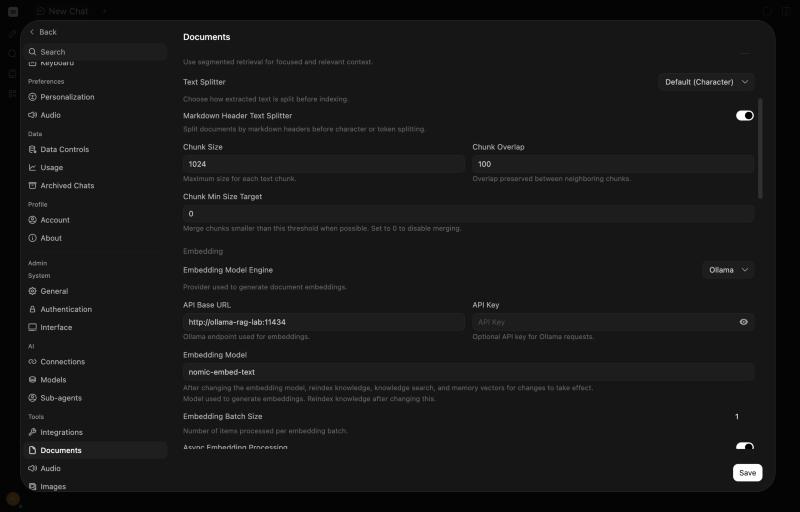 New Chat
Back
Search
Keyboard
Preferences
Personalization
Audio
Data
Data Controls
Usage
Archived Chats
Profile
Account
About
Admin
System
General
Authentication
Interface
AI
Connections
Models
Sub-agents
Tools
Integrations
Documents
Audio
Images
Documents
Use segmented retrieval for focused and relevant context.
Text Splitter
Default (Character)
Choose how extracted text is split before indexing.
Markdown Header Text Splitter
Split documents by markdown headers before character or token splitting.
Chunk Size
Chunk Overlap
1024
100
Maximum size for each text chunk.
Overlap preserved between neighboring chunks.
Chunk Min Size Target
0
Merge chunks smaller than this threshold when possible. Set to 0 to disable merging.
Embedding
Embedding Model Engine
Ollama
Provider used to generate document embeddings.
API Base URL
API Key
http://ollama-rag-lab:11434
API Key
Ollama endpoint used for embeddings.
Optional API key for Ollama requests.
Embedding Model
nomic-embed-text
After changing the embedding model, reindex knowledge, knowledge search, and memory vectors for changes to take effect.
Model used to generate embeddings. Reindex knowledge after changing this.
Embedding Batch Size
1
Number of items processed per embedding batch.
Async Embedding Processing
Save